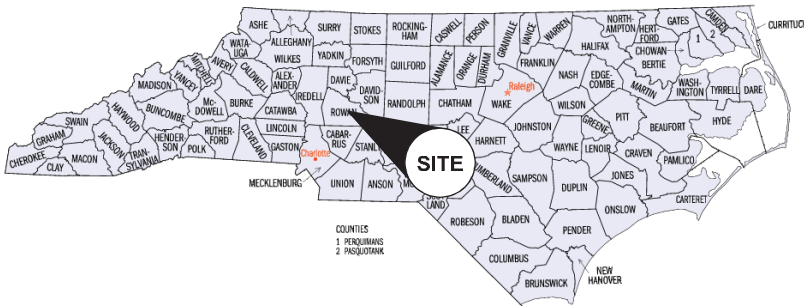 ASHE
ALLEGHANY
SURRY
STOKES
ROCKING-
HAM
CASWELL
PERSON
GRANVILLE
VANCE
WARREN
NORTH-
AMPTON
HERT-
FORD
GATES
CAMDEN
CURRITUCK
WATA-
UGA
WILKES
YADKIN
FORSYTH
GUILFORD
ALAMANCE
ORANGE
DURHAM
FRANKLIN
HALIFAX
CHOWAN
BERTIE
1
2
MITCHELL
AVERY
CALDWELL
ALEX-
ANDER
IREDELL
DAVIE
DAVID-
SON
RANDOLPH
CHATHAM
Raleigh
WAKE
NASH
EDGE-
COMBE
MARTIN
WASH-
INGTON
TYRRELL
DARE
MADISON
YANCEY
Mc-
DOWELL
BURKE
CATAWBA
ROWAN
WILSON
PITT
BEAUFORT
HYDE
HAYWOOD
BUNCOMBE
RUTHER-
FORD
CLEVELAND
LINCOLN
GASTON
CABAR-
RUS
STANL
LEE
HARNETT
JOHNSTON
GREENE
WAYNE
LENOIR
CRAVEN
PAMLICO
SWAIN
GRAHAM
CHEROKEE
CLAY
MACON
JACKSON
TRAN-
SYLVANIA
HENDER-
SON
POLK
Charlotte
SITE
MECKLENBURG
UNION
ANSON
UMBERLAND
SAMPSON
DUPLIN
JONES
CARTERET
LAND
ROBESON
BLADEN
ONSLOW
PENDER
COLUMBUS
BRUNSWICK
NEW
HANOVER
COUNTIES
1 PERQUIMANS
2 PASQUOTANK